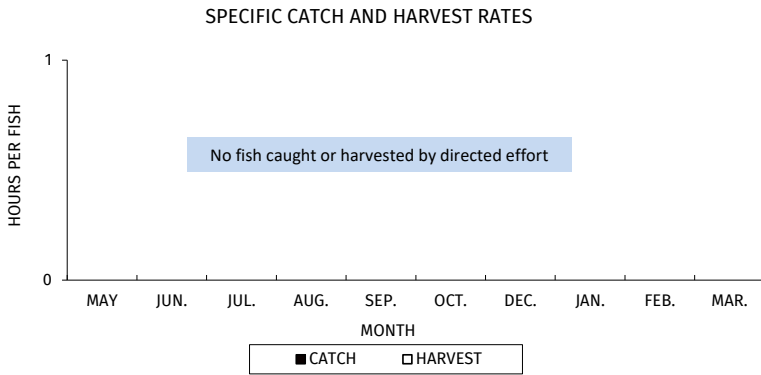 SPECIFIC CATCH AND HARVEST RATES
1
HOURS PER FISH
No fish caught or harvested by directed effort
0
MAY JUN. JUL. AUG. SEP. OCT. DEC. JAN. FEB. MAR.
MONTH
CATCH HARVEST